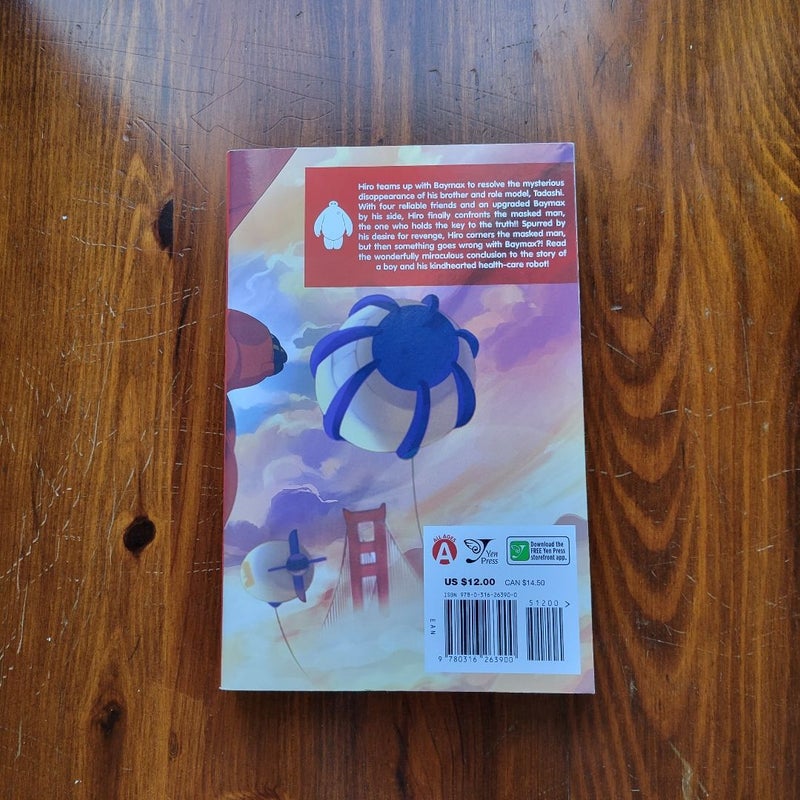 Hiro teams up with Baymax to resolve the mysterious
disappearance of his brother and role model, Tadashi.
With four reliable friends and an upgraded Baymax
by his side, Hiro finally confronts the masked man,
the one who holds the key to the truth!! Spurred by
his desire for revenge, Hiro corners the masked man,
but then something goes wrong with Baymax?! Read
the wonderfully miraculous conclusion to the story of
a boy and his kindhearted health-care robot!
ALL AGES
A
Yen
Press
Download the
FREE Yen Press
storefront app.
US $12.00 CAN $14.50
ISBN 978-0-316-26390-0
51200 >
EAN
9 780316 263900